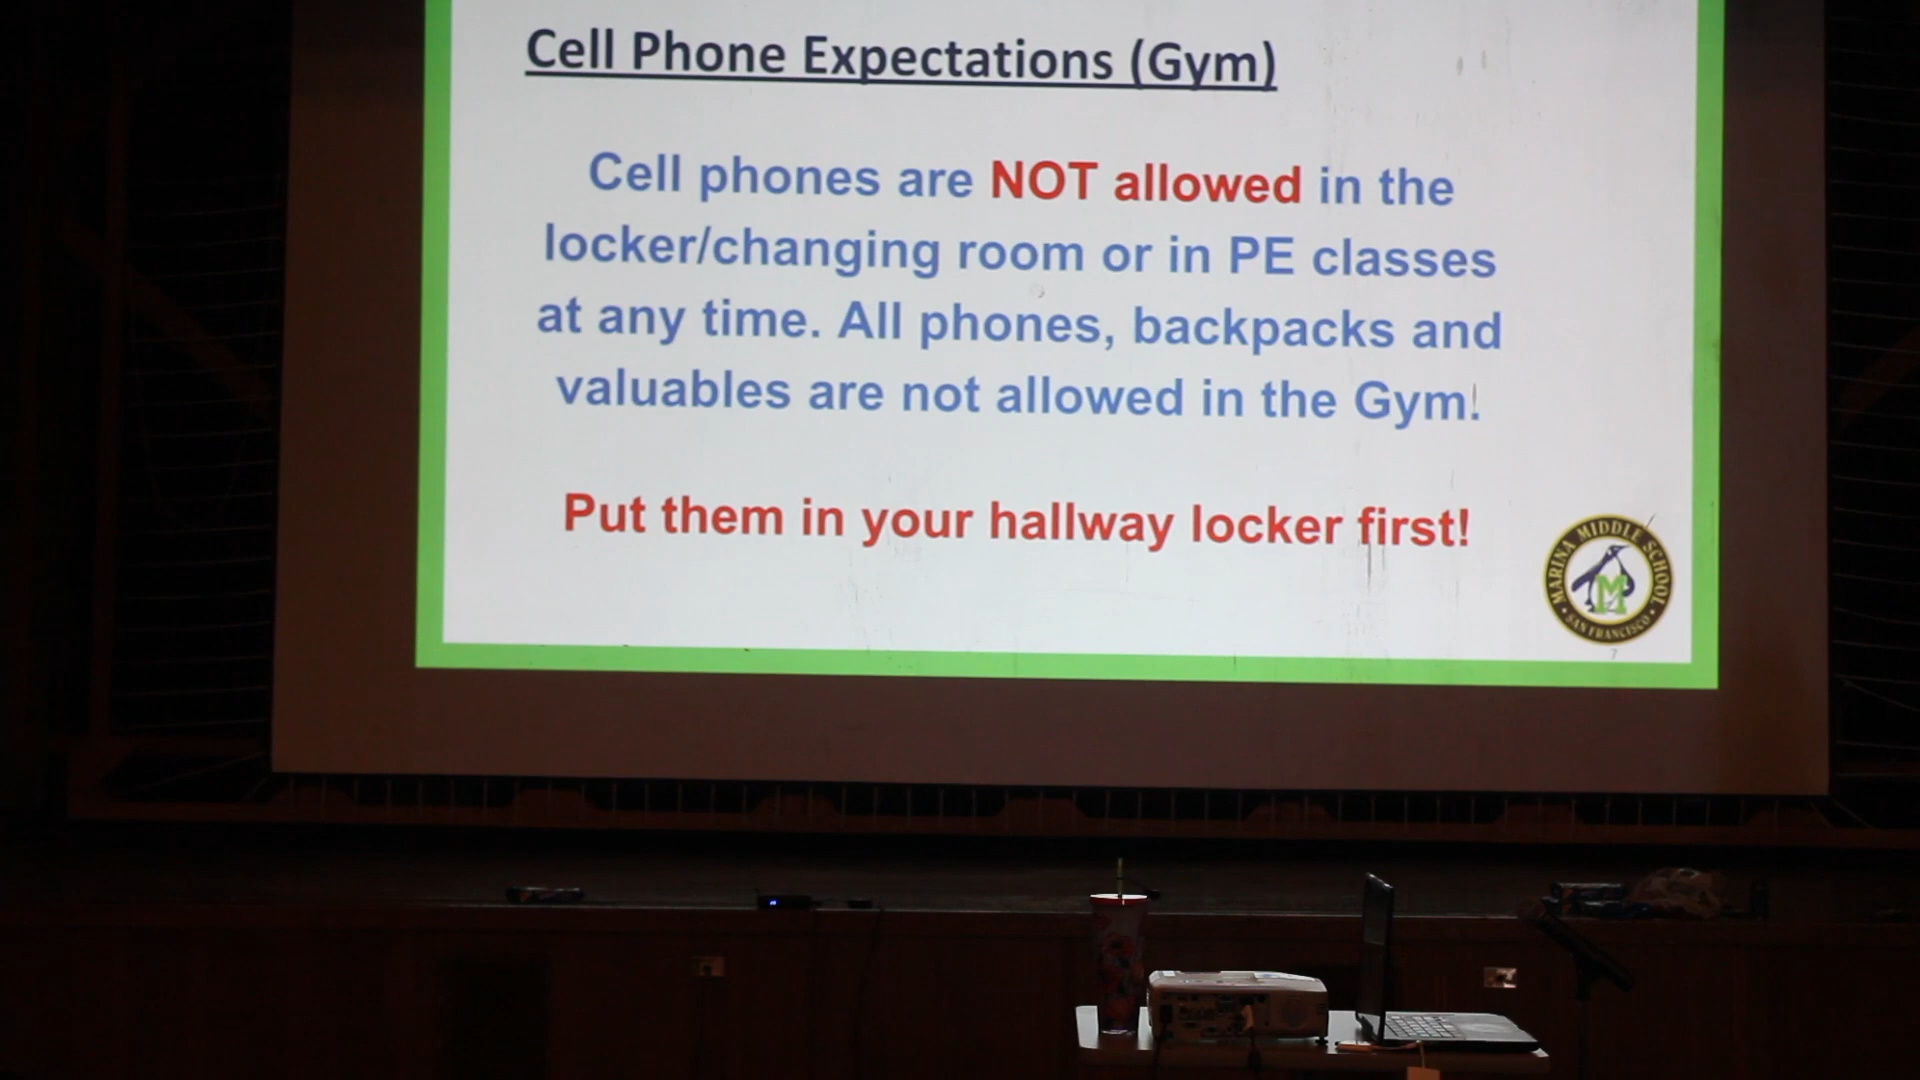 Cell Phone Expectations (Gym)
Cell phones are NOT allowed in the
locker/changing room or in PE classes
at any time. All phones, backpacks and
valuables are not allowed in the Gym!
Put them in your hallway locker first!
MARINA MIDDLE SCHOOL
M
SAN FRANCISCO
7